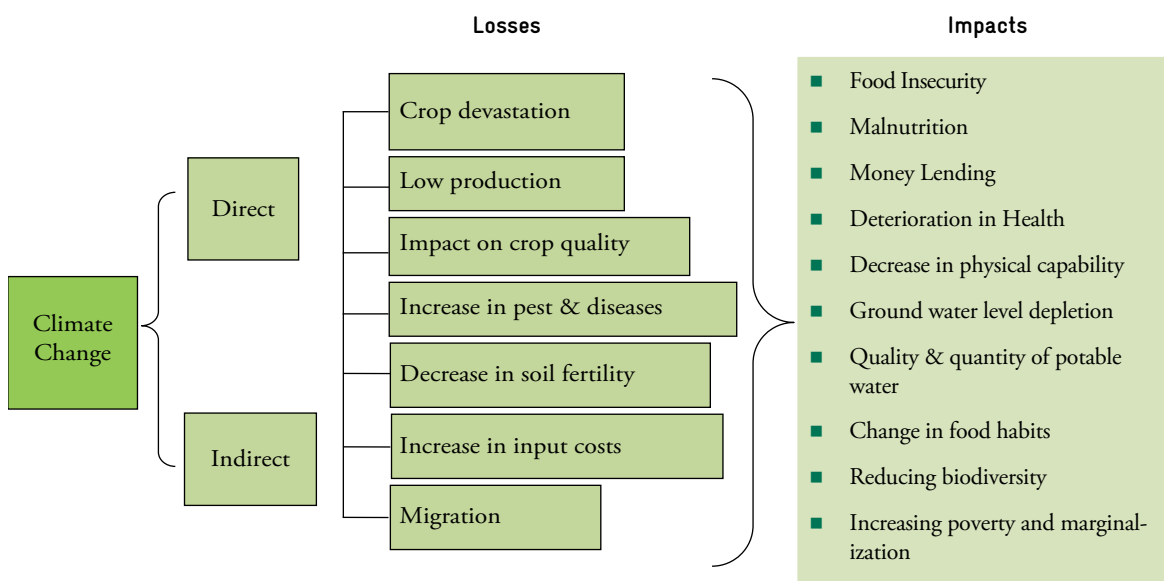 Losses
Impacts
Climate
Change
Direct
Indirect
Crop devastation
Low production
Impact on crop quality
Increase in pest & diseases
Decrease in soil fertility
Increase in input costs
Migration
Food Insecurity
Malnutrition
Money Lending
Deterioration in Health
Decrease in physical capability
Ground water level depletion
Quality & quantity of potable
water
Change in food habits
Reducing biodiversity
Increasing poverty and marginal-
ization